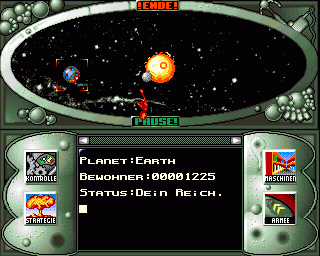 !ENDE!
PAUSE!
Planet:Earth
Bewohner:00001225
Status:Dein Reich.
KONTROLLE
MASCHINEN
STRATEGIE
ARMEE